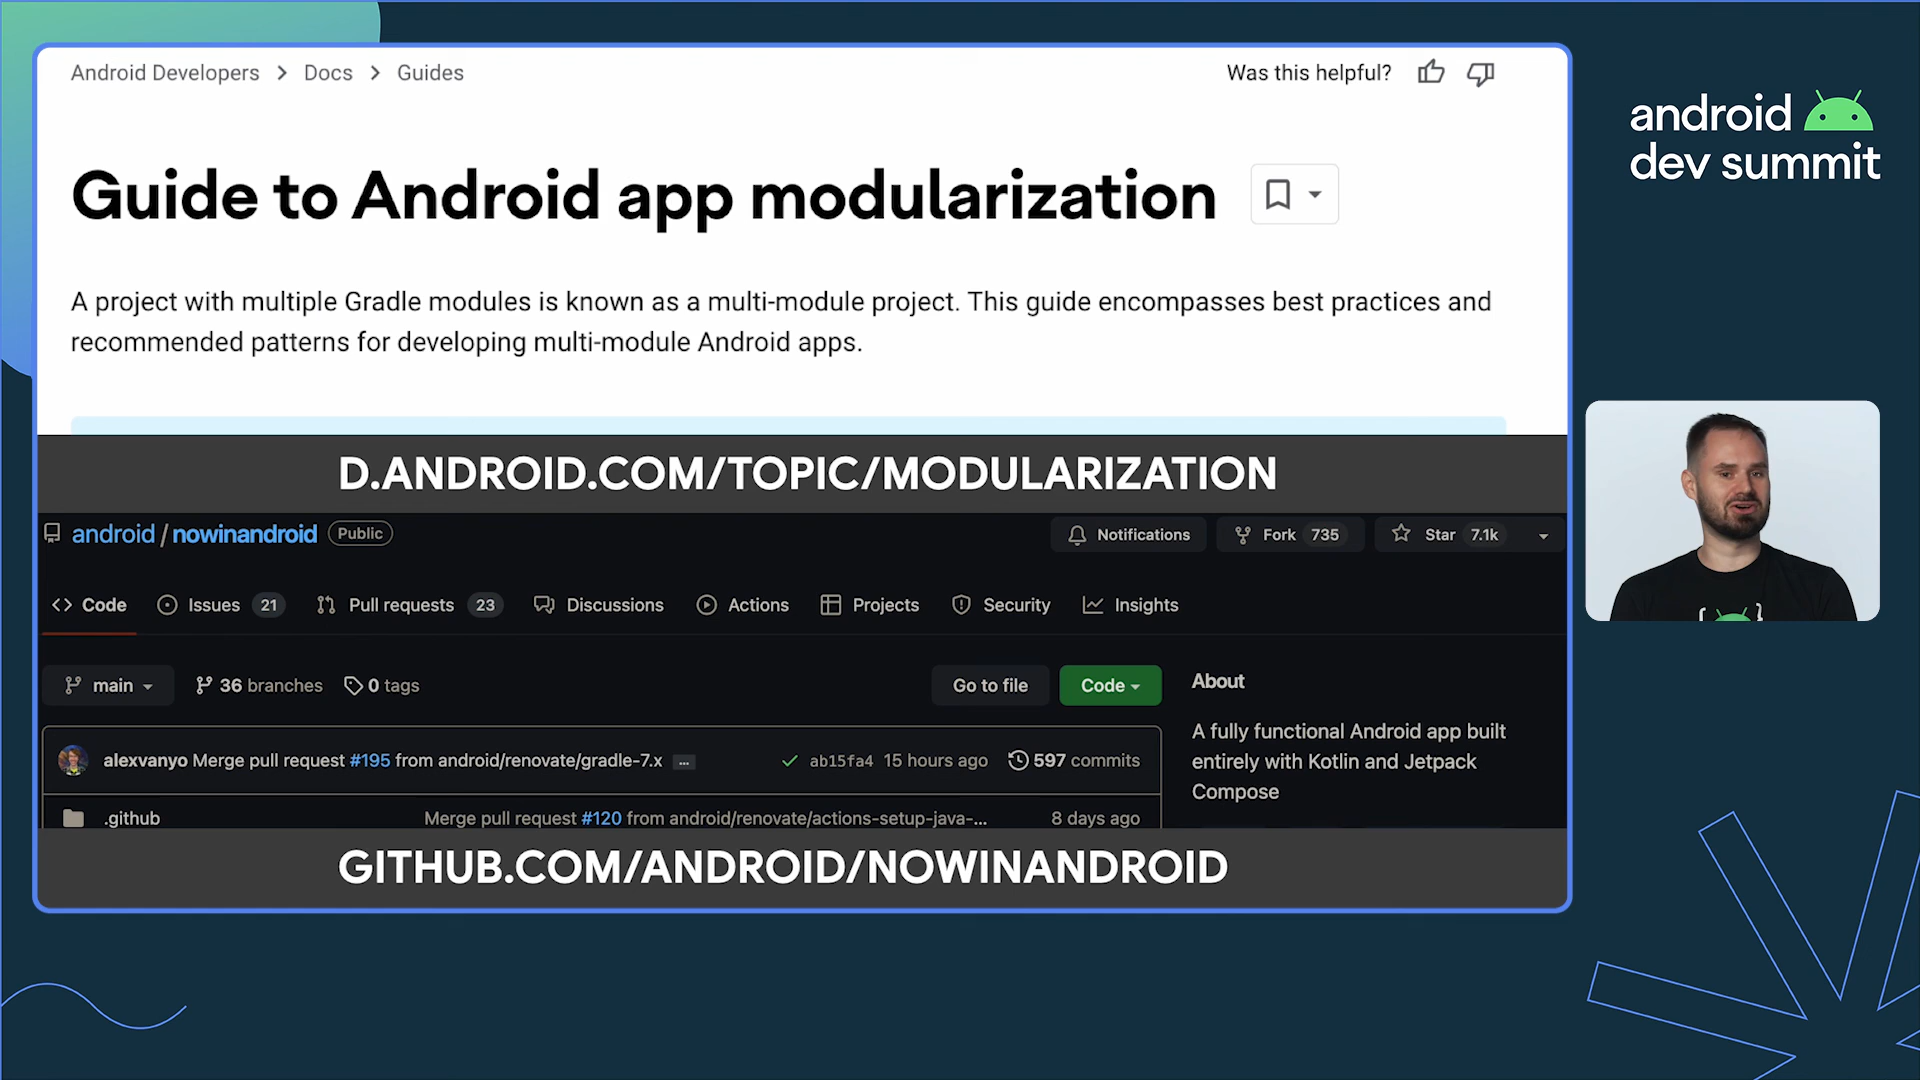 Android Developers > Docs > Guides
Was this helpful?
Guide to Android app modularization
A project with multiple Gradle modules is known as a multi-module project. This guide encompasses best practices and
recommended patterns for developing multi-module Android apps.
D.ANDROID.COM/TOPIC/MODULARIZATION
android / nowinandroid Public
Notifications Fork 735 Star 7.1k
<> Code Issues 21 Pull requests 23 Discussions Actions Projects Security Insights
main 36 branches 0 tags Go to file Code
alexvanyo Merge pull request #195 from android/renovate/gradle-7.x ... ab15fa4 15 hours ago 597 commits
.github Merge pull request #120 from android/renovate/actions-setup-java-... 8 days ago
About
A fully functional Android app built
entirely with Kotlin and Jetpack
Compose
GITHUB.COM/ANDROID/NOWINANDROID
android
dev summit